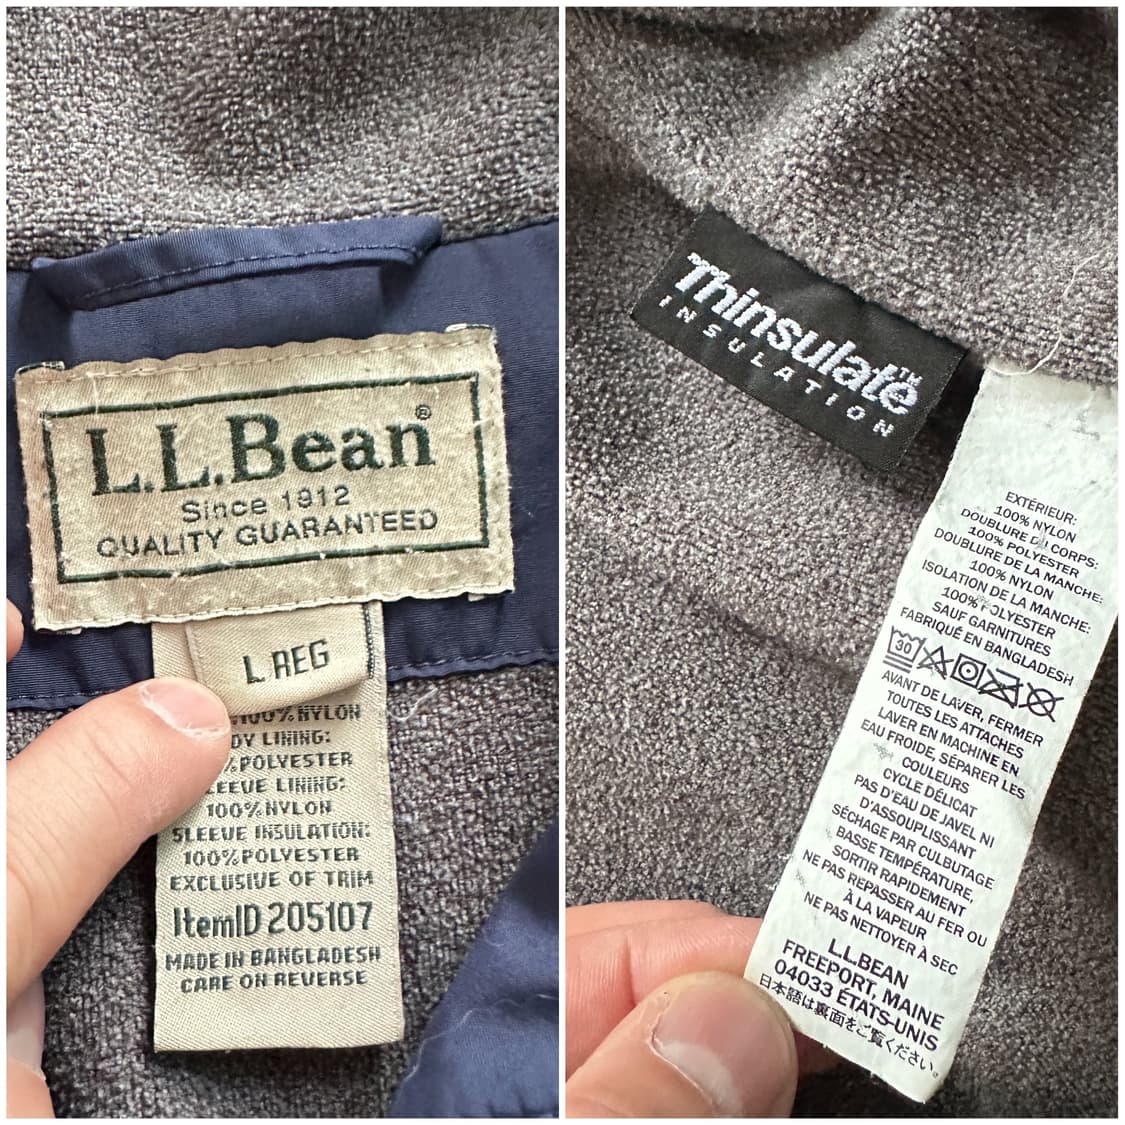 L.L.Bean®
Since 1912
QUALITY GUARANTEED
L REG
100% NYLON
DY LINING:
%POLYESTER
LEEVE LINING:
100%NYLON
SLEEVE INSULATION:
100%POLYESTER
EXCLUSIVE OF TRIM
ItemID 205107
MADE IN BANGLADESH
CARE ON REVERSE
Thinsulate™
INSULATION
EXTÉRIEUR:
100% NYLON
DOUBLURE DU CORPS:
100% POLYESTER
DOUBLURE DE LA MANCHE:
100% NYLON
ISOLATION DE LA MANCHE:
100% POLYESTER
SAUF GARNITURES
FABRIQUÉ EN BANGLADESH
30
AVANT DE LAVER, FERMER
TOUTES LES ATTACHES
LAVER EN MACHINE EN
EAU FROIDE, SÉPARER LES
COULEURS
CYCLE DÉLICAT
PAS D'EAU DE JAVEL NI
D'ASSOUPLISSANT
SÉCHAGE PAR CULBUTAGE
BASSE TEMPÉRATURE,
SORTIR RAPIDEMENT
NE PAS REPASSER AU FER OU
À LA VAPEUR
NE PAS NETTOYER À SEC
L.L.BEAN
FREEPORT, MAINE
04033 ÉTATS-UNIS
日本語は裏面をご覧ください。